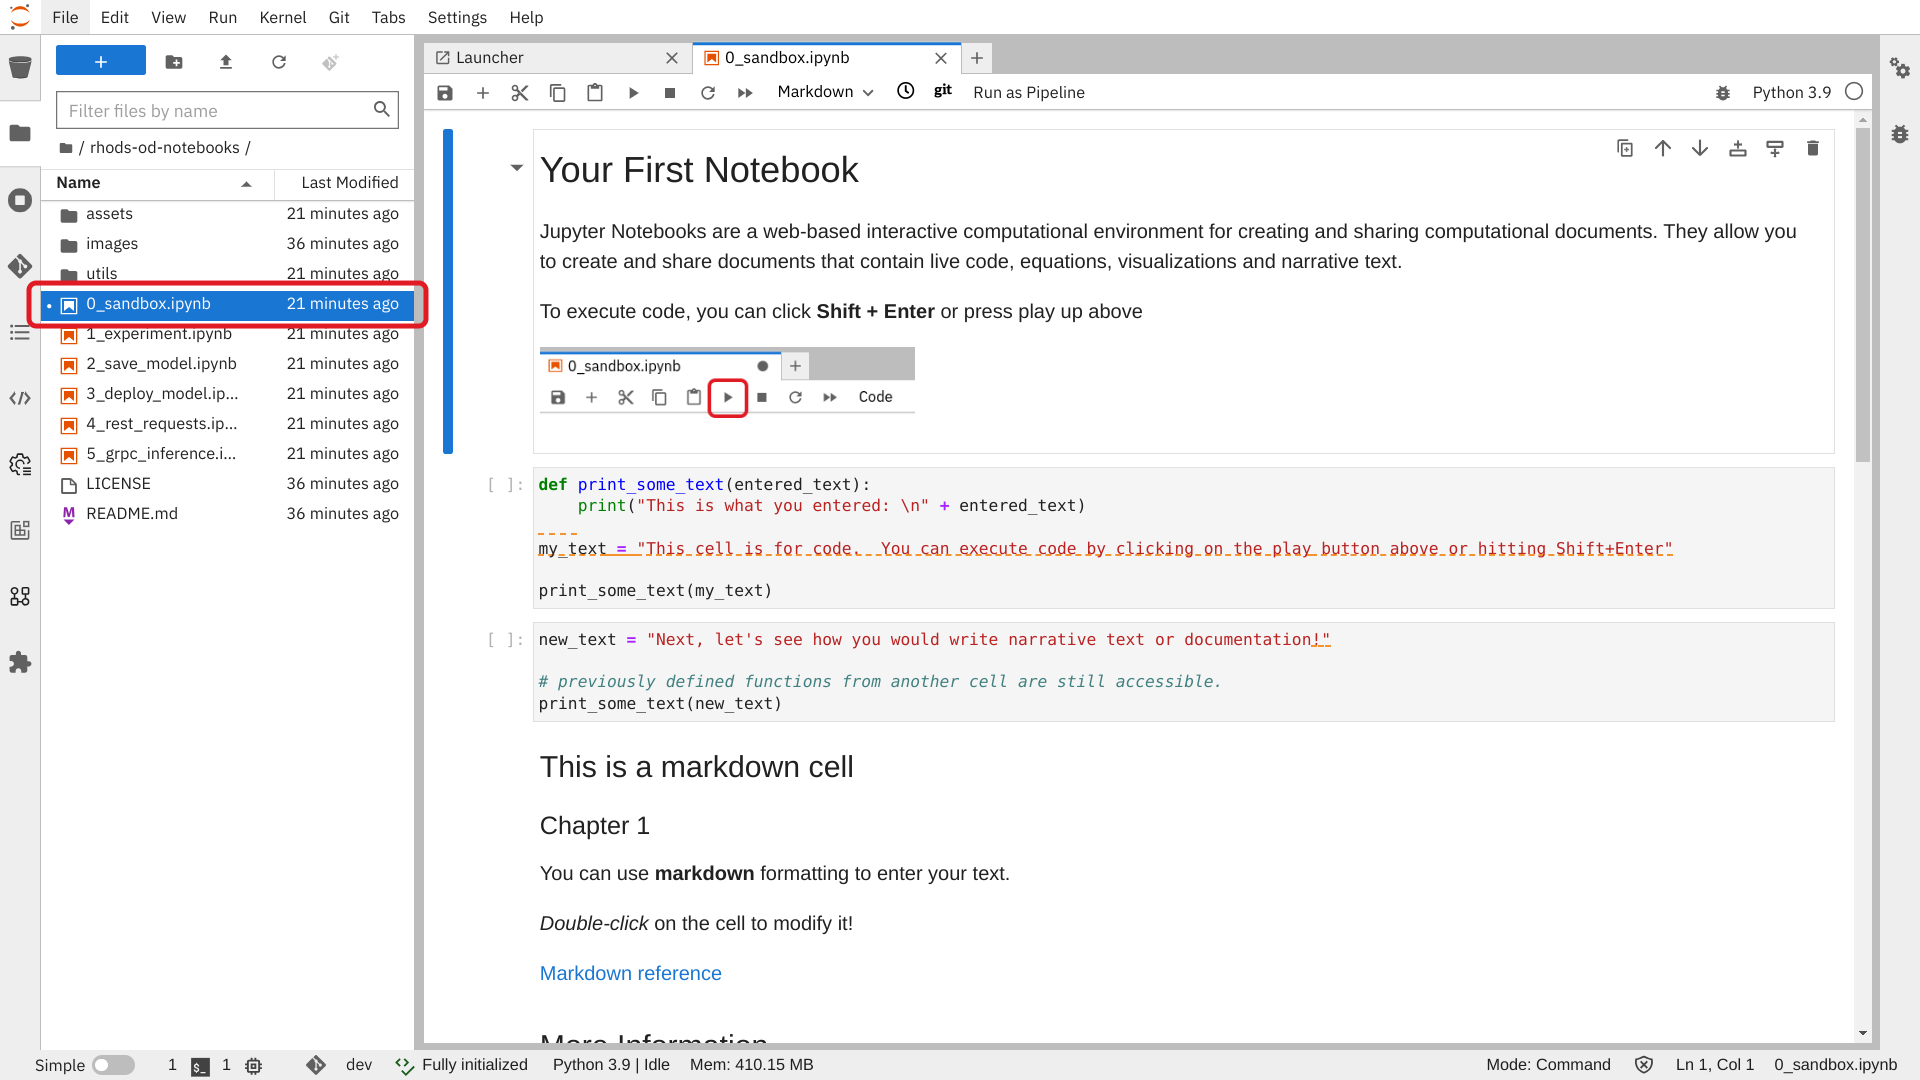 File Edit View Run Kernel Git Tabs Settings Help
+
Filter files by name
/ rhods-od-notebooks /
Name Last Modified
assets 21 minutes ago
images 36 minutes ago
utils 21 minutes ago
0_sandbox.ipynb 21 minutes ago
1_experiment.ipynb 21 minutes ago
2_save_model.ipynb 21 minutes ago
3_deploy_model.ip... 21 minutes ago
4_rest_requests.ip... 21 minutes ago
5_grpc_inference.i... 21 minutes ago
LICENSE 36 minutes ago
README.md 36 minutes ago
Launcher 0_sandbox.ipynb
Markdown git Run as Pipeline Python 3.9
Your First Notebook
Jupyter Notebooks are a web-based interactive computational environment for creating and sharing computational documents. They allow you
to create and share documents that contain live code, equations, visualizations and narrative text.
To execute code, you can click Shift + Enter or press play up above
0_sandbox.ipynb
Code
[ ]: def print_some_text(entered_text):
print("This is what you entered: \n" + entered_text)
my_text = "This cell is for code.  You can execute code by clicking on the play button above or hitting Shift+Enter"
print_some_text(my_text)
[ ]: new_text = "Next, let's see how you would write narrative text or documentation!"
# previously defined functions from another cell are still accessible.
print_some_text(new_text)
This is a markdown cell
Chapter 1
You can use markdown formatting to enter your text.
Double-click on the cell to modify it!
Markdown reference
More Information
Simple 1 $_ 1 dev Fully initialized Python 3.9 | Idle Mem: 410.15 MB Mode: Command Ln 1, Col 1 0_sandbox.ipynb